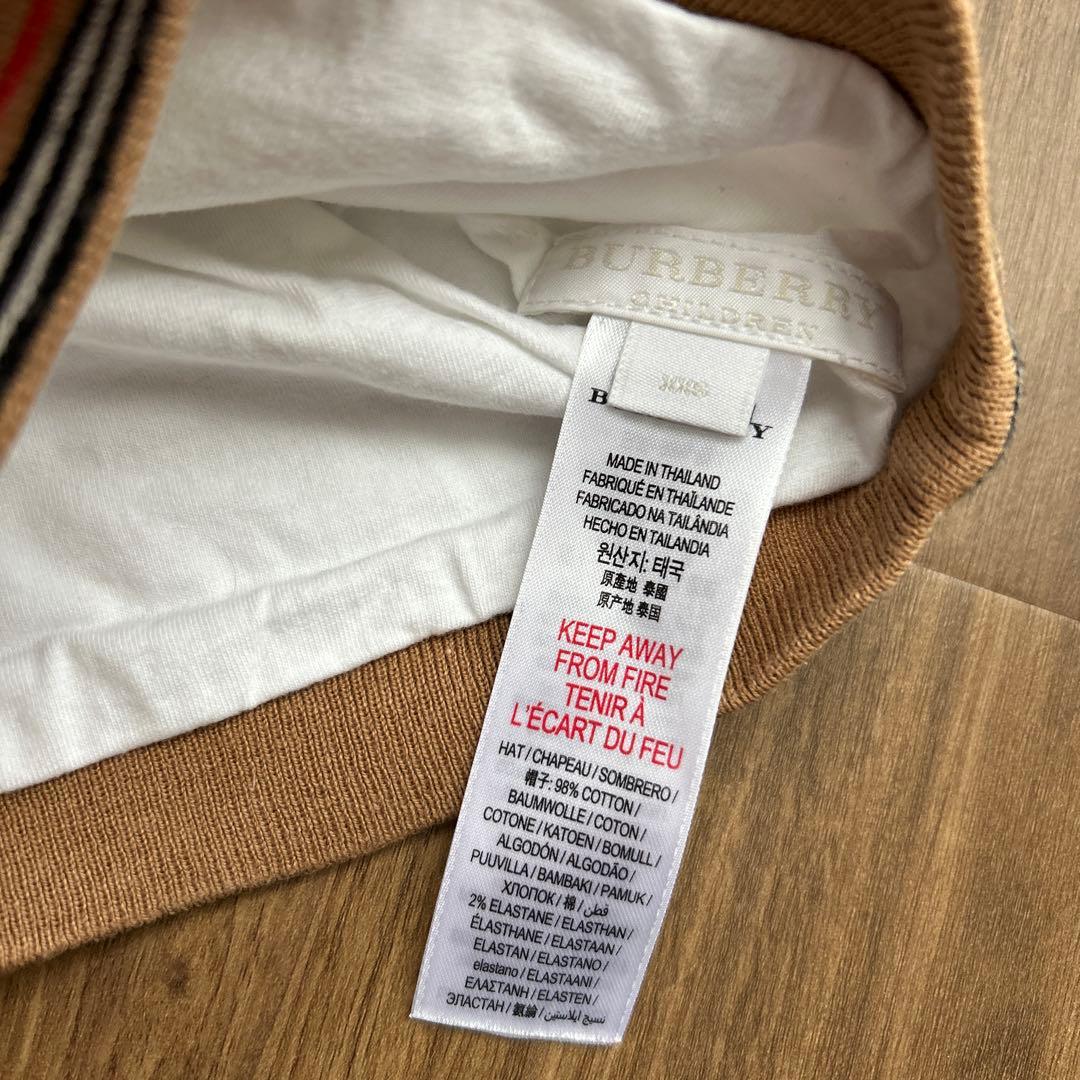 BURBERRY
CHILDREN
B
Y
MADE IN THAILAND
FABRIQUÉ EN THAÏLANDE
FABRICADO NA TAILÂNDIA
HECHO EN TAILANDIA
원산지: 태국
原產地 泰國
原产地 泰国
KEEP AWAY
FROM FIRE
TENIR À
L'ÉCART DU FEU
HAT / CHAPEAU / SOMBRERO /
帽子: 98% COTTON /
BAUMWOLLE / COTON /
COTONE / KATOEN / BOMULL /
ALGODÓN / ALGODÃO /
PUUVILLA / BAMBAKI / PAMUK /
ХЛОПОК / 棉 / قطن /
2% ELASTANE / ELASTHAN /
ÉLASTHANE / ELASTAAN /
ELASTAN / ELASTANO /
elastano / ELASTAANI /
ΕΛΑΣΤΑΝΗ / ELASTEN /
ЭЛАСТАН / 氨綸 / نسيج ايلاستين /